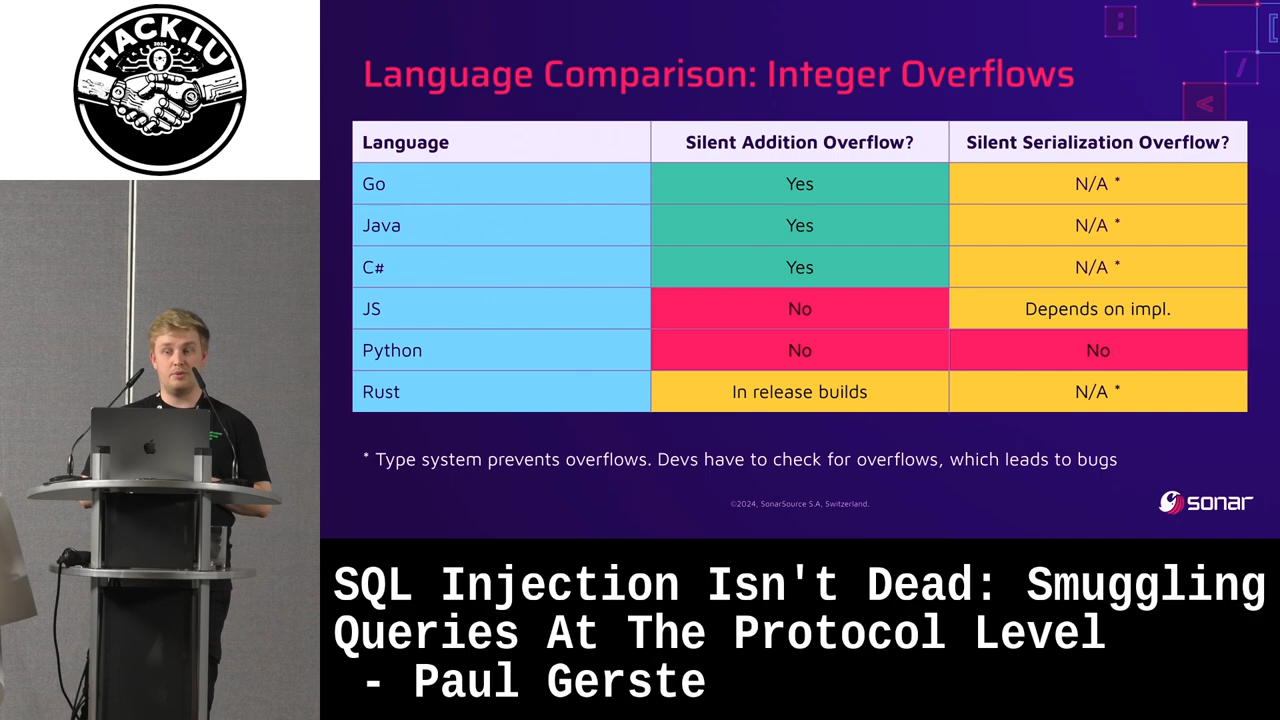 HACK.LU
2024
Language Comparison: Integer Overflows
Language Silent Addition Overflow? Silent Serialization Overflow?
Go Yes N/A *
Java Yes N/A *
C# Yes N/A *
JS No Depends on impl.
Python No No
Rust In release builds N/A *
* Type system prevents overflows. Devs have to check for overflows, which leads to bugs
©2024, SonarSource S.A, Switzerland.
sonar
; 
/
<
[
SQL Injection Isn't Dead: Smuggling
Queries At The Protocol Level
- Paul Gerste